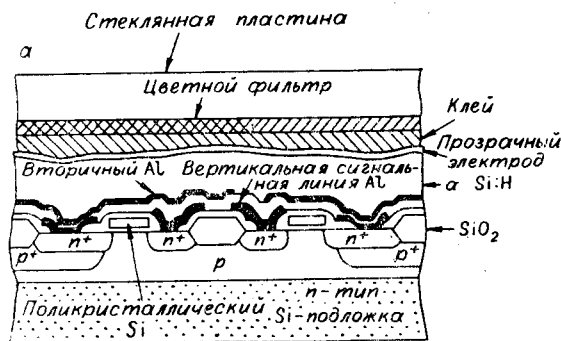 Стеклянная пластина
а
Цветной фильтр
Клей
Прозрачный
электрод
Вторичный Al
Вертикальная сигналь-
ная линия Al
а Si:H
SiO₂
n⁺ n⁺ n⁺ n⁺
p⁺ p p⁺
Поликристаллический
Si
n-тип
Si-подложка